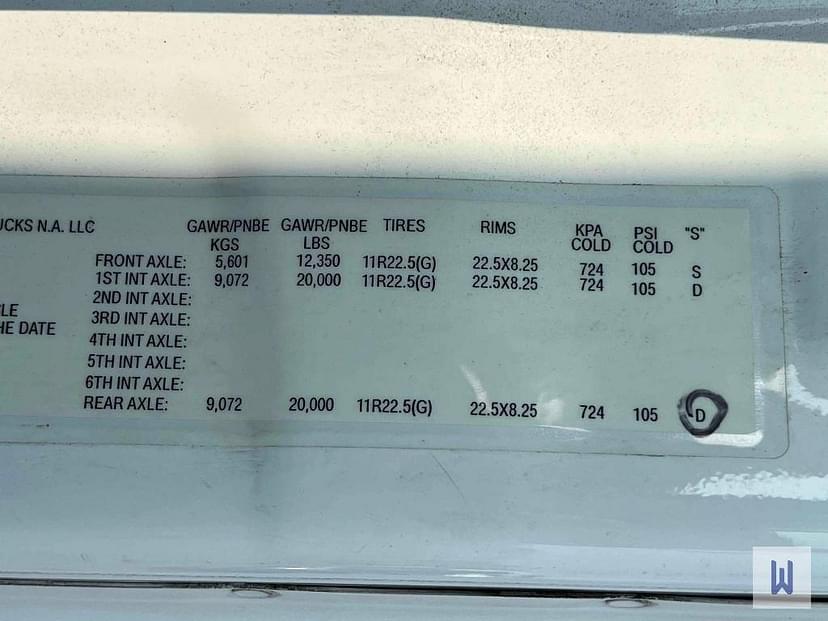 UCKS N.A. LLC GAWR/PNBE GAWR/PNBE TIRES RIMS KPA PSI "S"
KGS LBS COLD COLD
FRONT AXLE: 5,601 12,350 11R22.5(G) 22.5X8.25 724 105 S
1ST INT AXLE: 9,072 20,000 11R22.5(G) 22.5X8.25 724 105 D
2ND INT AXLE:
LE 3RD INT AXLE:
HE DATE 4TH INT AXLE:
5TH INT AXLE:
6TH INT AXLE:
REAR AXLE: 9,072 20,000 11R22.5(G) 22.5X8.25 724 105 D
W